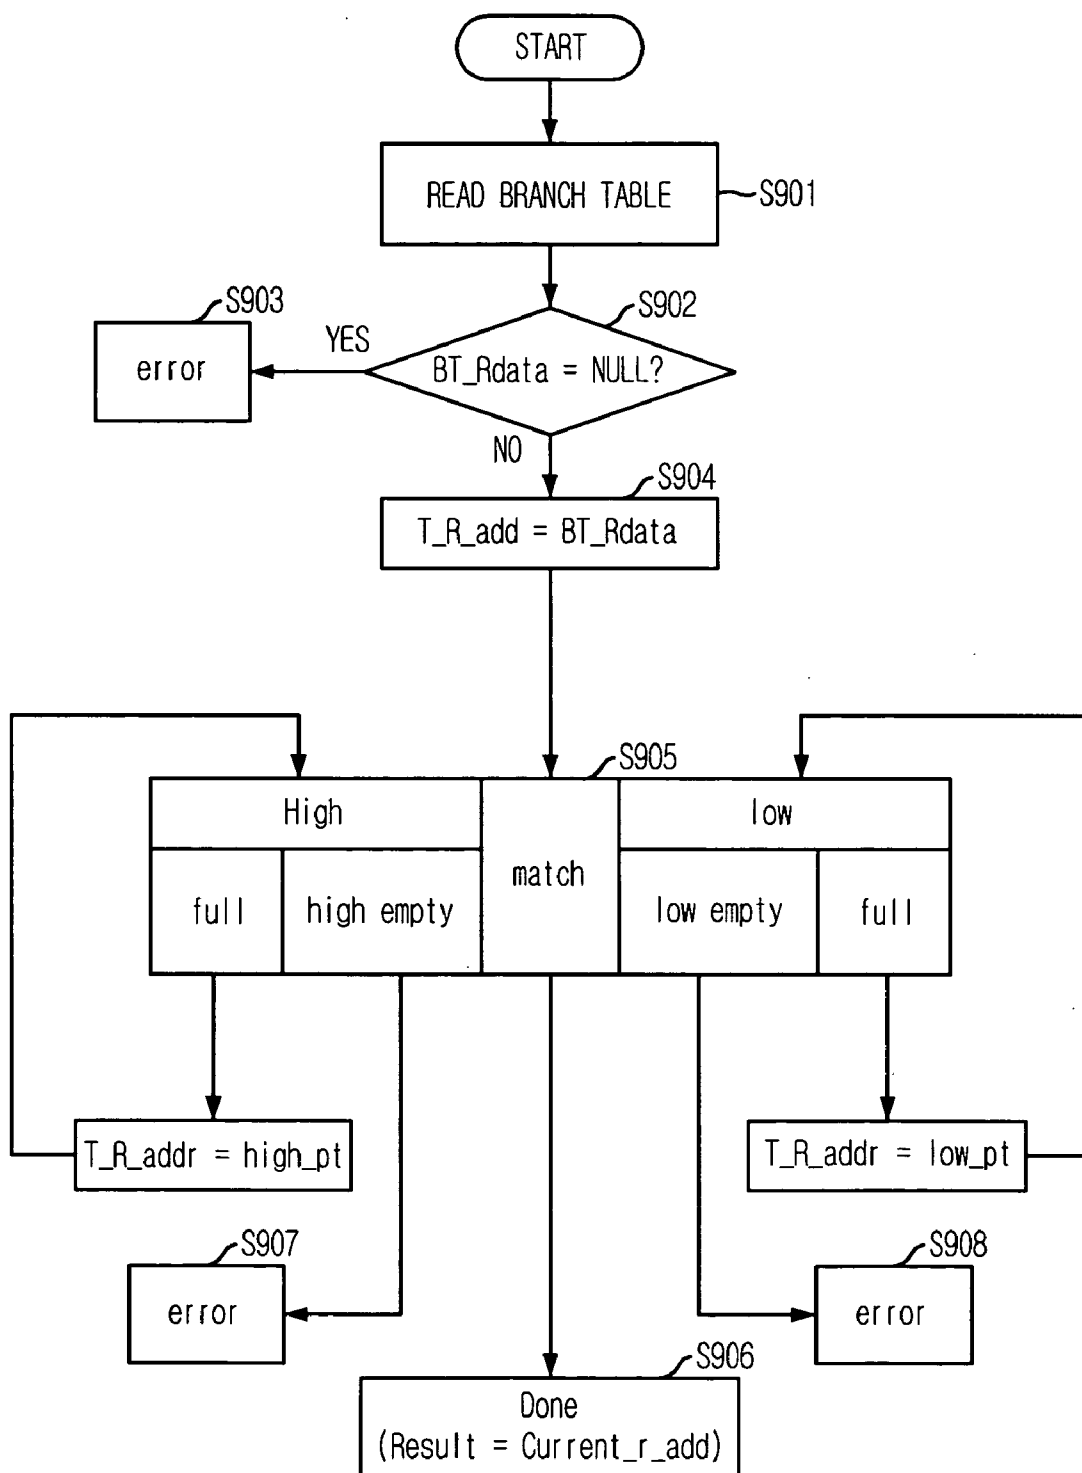 START
READ BRANCH TABLE
S901
S902
S903
YES
error
BT_Rdata = NULL?
NO
S904
T_R_add = BT_Rdata
S905
High
match
low
full
high empty
low empty
full
T_R_addr = high_pt
T_R_addr = low_pt
S907
error
S908
error
S906
Done
(Result = Current_r_add)